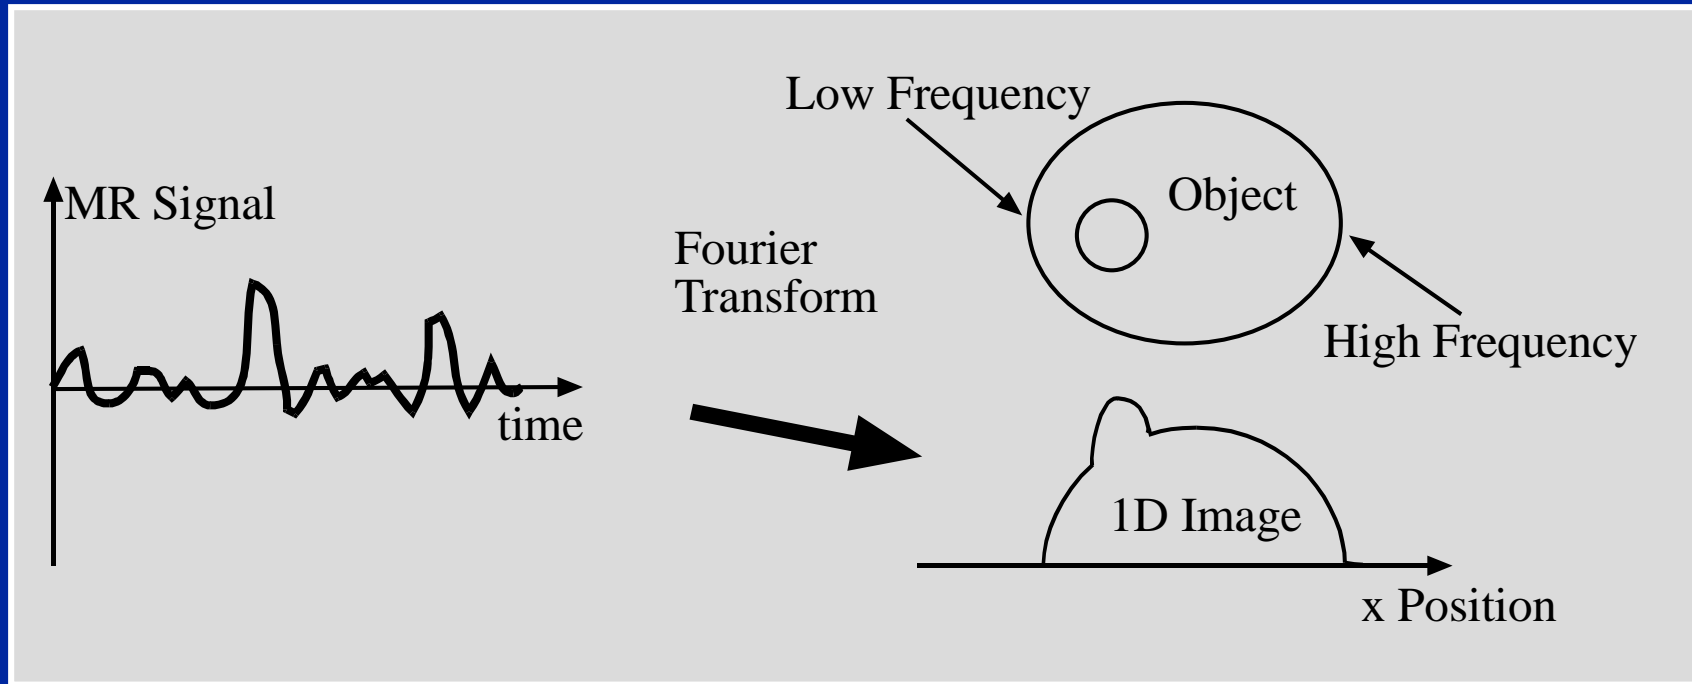 Low Frequency
MR Signal
Object
Fourier
Transform
High Frequency
time
1D Image
x Position